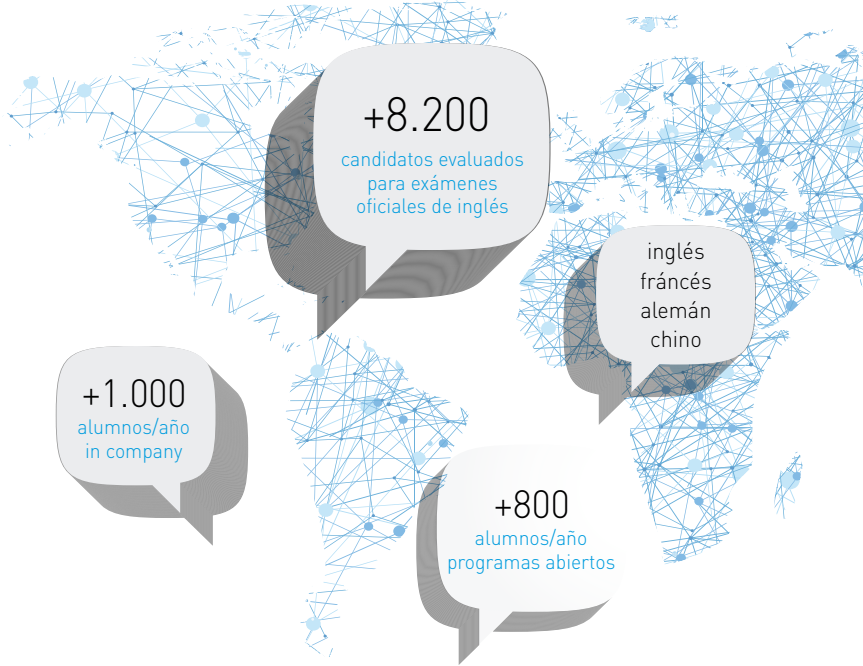 +8.200
candidatos evaluados
para exámenes
oficiales de inglés
inglés
fráncés
alemán
chino
+1.000
alumnos/año
in company
+800
alumnos/año
programas abiertos